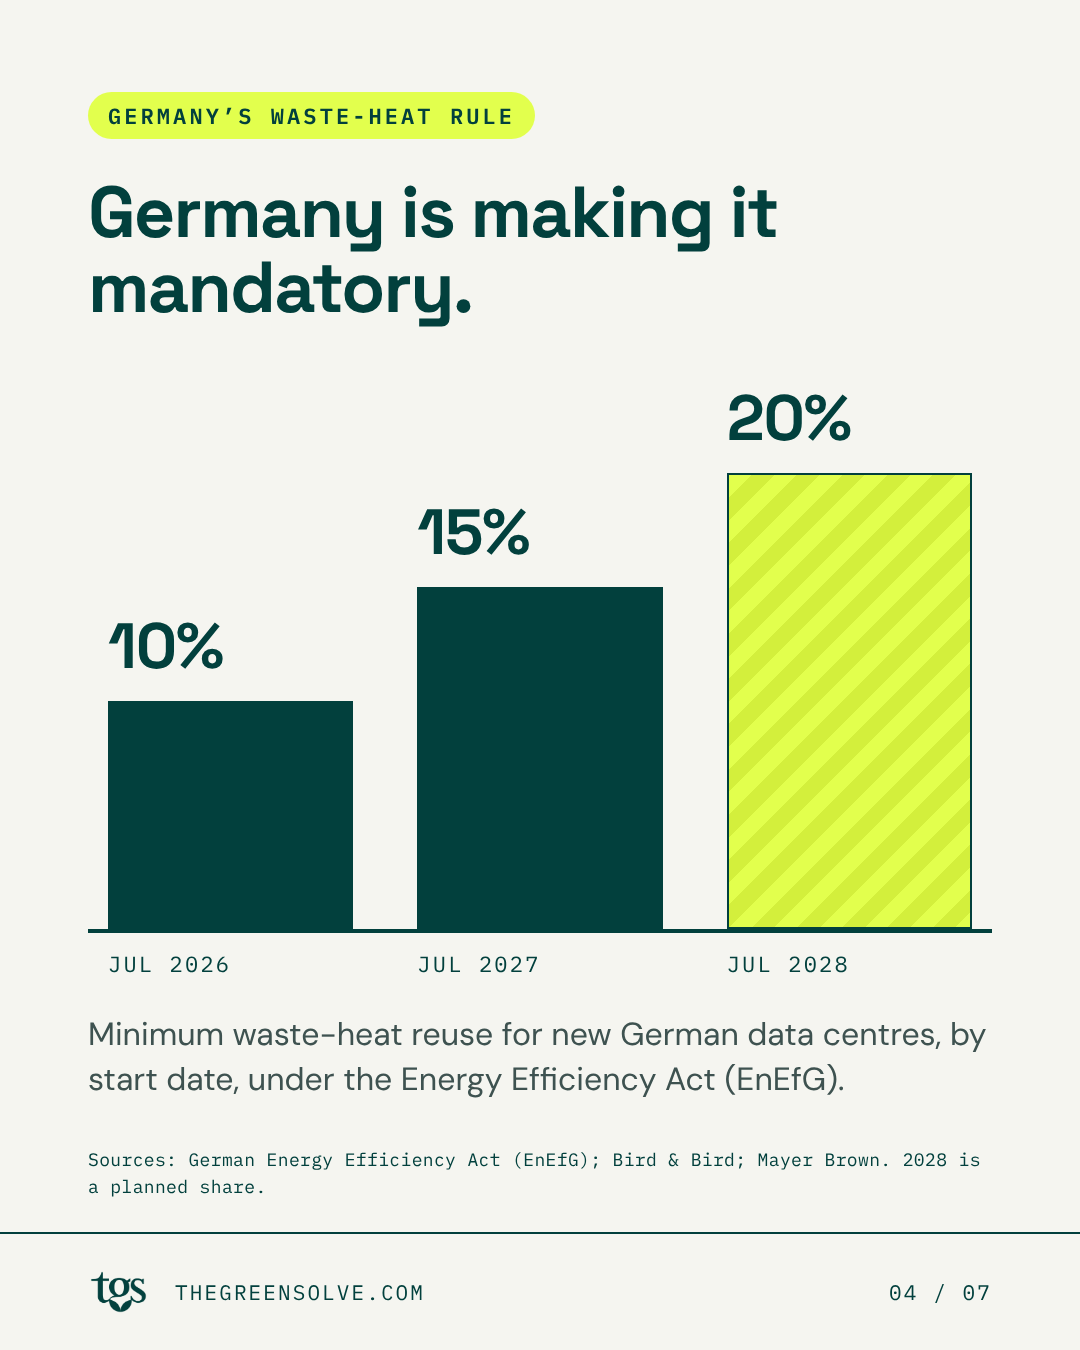 GERMANY’S WASTE-HEAT RULE
Germany is making it
mandatory.
20%
15%
10%
JUL 2026
JUL 2027
JUL 2028
Minimum waste-heat reuse for new German data centres, by
start date, under the Energy Efficiency Act (EnEfG).
Sources: German Energy Efficiency Act (EnEfG); Bird & Bird; Mayer Brown. 2028 is
a planned share.
tgs
THEGREENSOLVE.COM
04 / 07